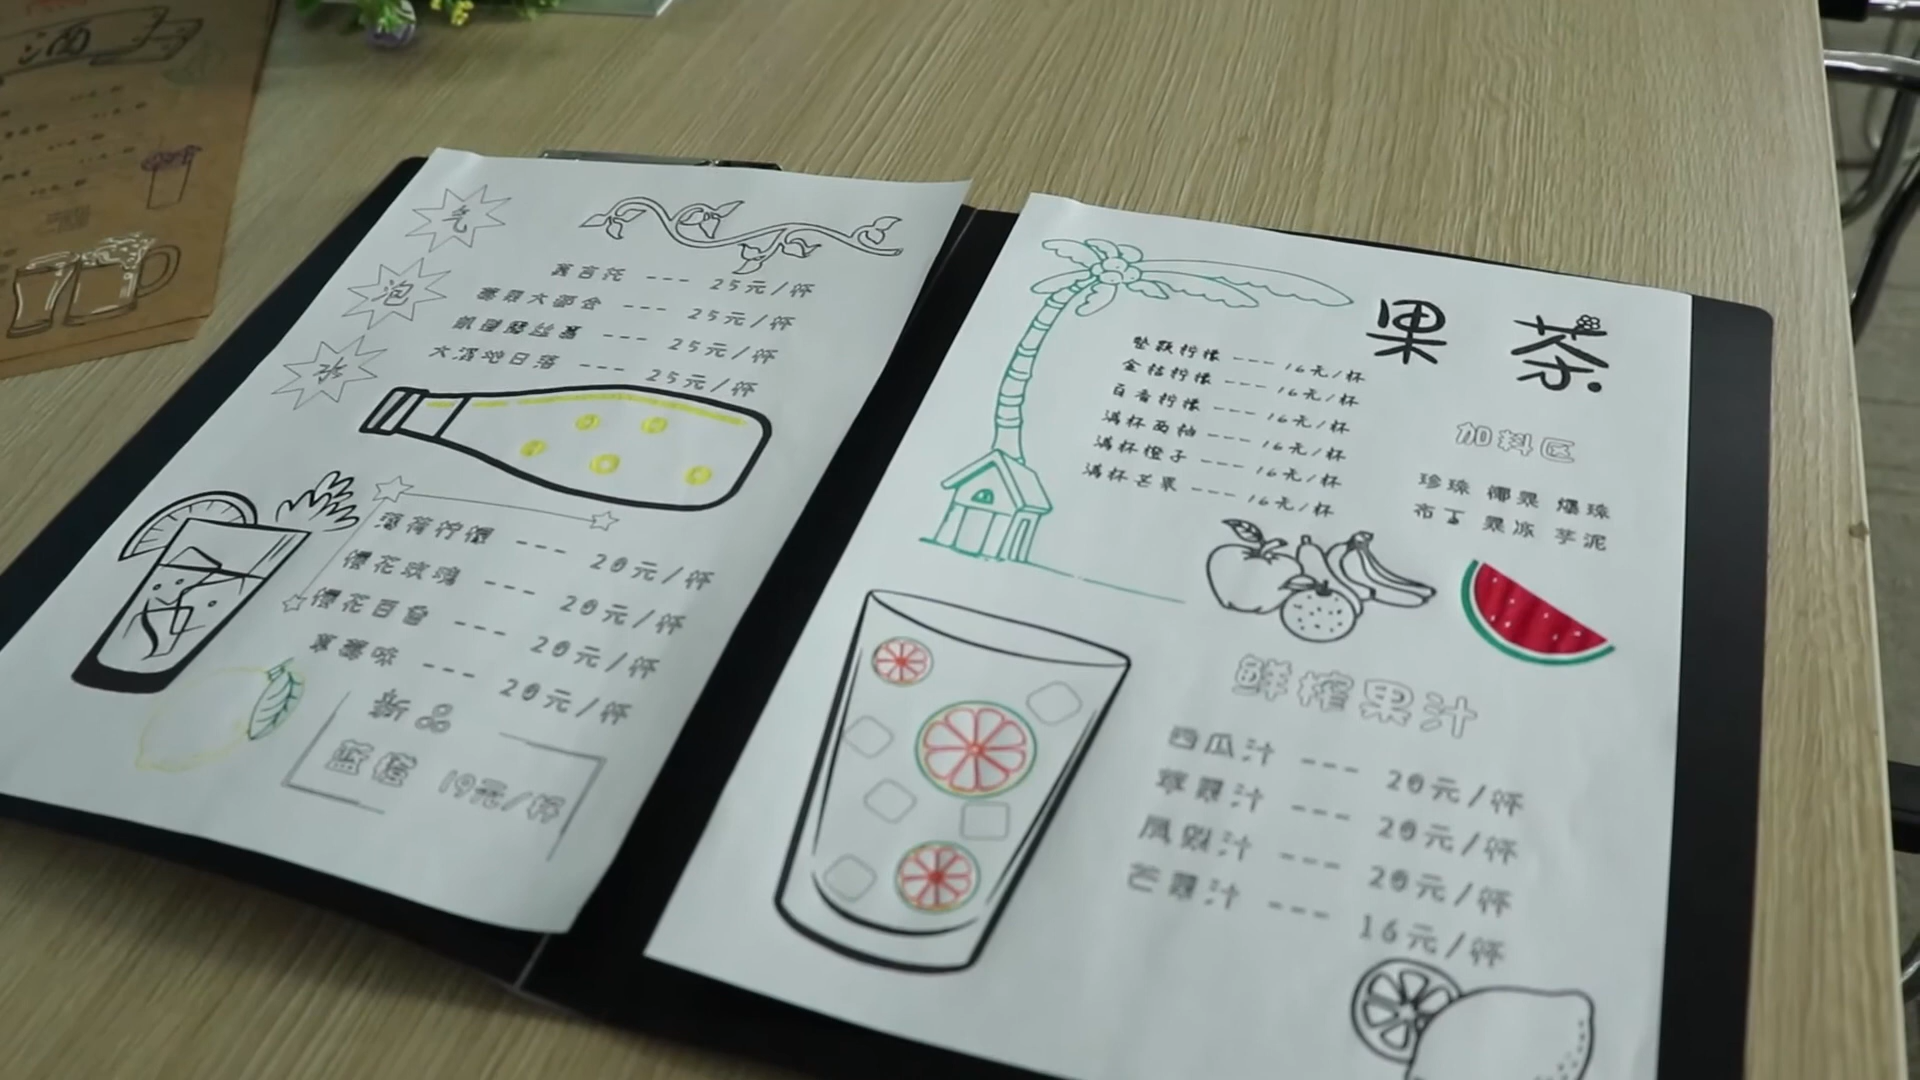 酒
气
泡
水
莫吉托 --- 25元/杯
苹果大都会 --- 25元/杯
凯登丝蔓 --- 25元/杯
大溪地日落 --- 25元/杯
薄荷柠檬 --- 20元/杯
樱花玫瑰 --- 20元/杯
樱花百香 --- 20元/杯
草莓味 --- 20元/杯
新品
蓝橙 19元/杯
果 茶
垫颗柠檬 --- 16元/杯
金桔柠檬 --- 16元/杯
百香柠檬 --- 16元/杯
满杯西柚 --- 16元/杯
满杯橙子 --- 16元/杯
满杯芒果 --- 16元/杯
加料区
珍珠 椰果 爆珠
布丁 果冻 芋泥
鲜榨果汁
西瓜汁 --- 20元/杯
苹果汁 --- 20元/杯
凤梨汁 --- 20元/杯
芒果汁 --- 16元/杯